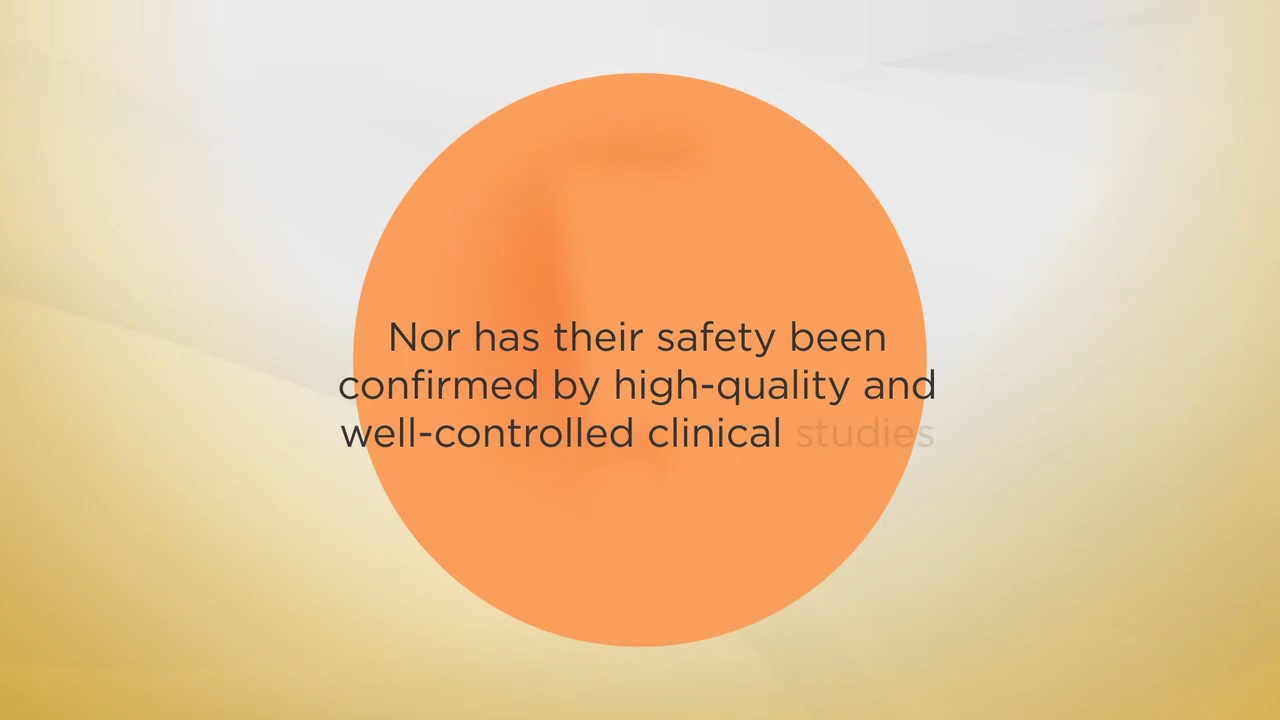 Nor has their safety been
confirmed by high-quality and
well-controlled clinical studies